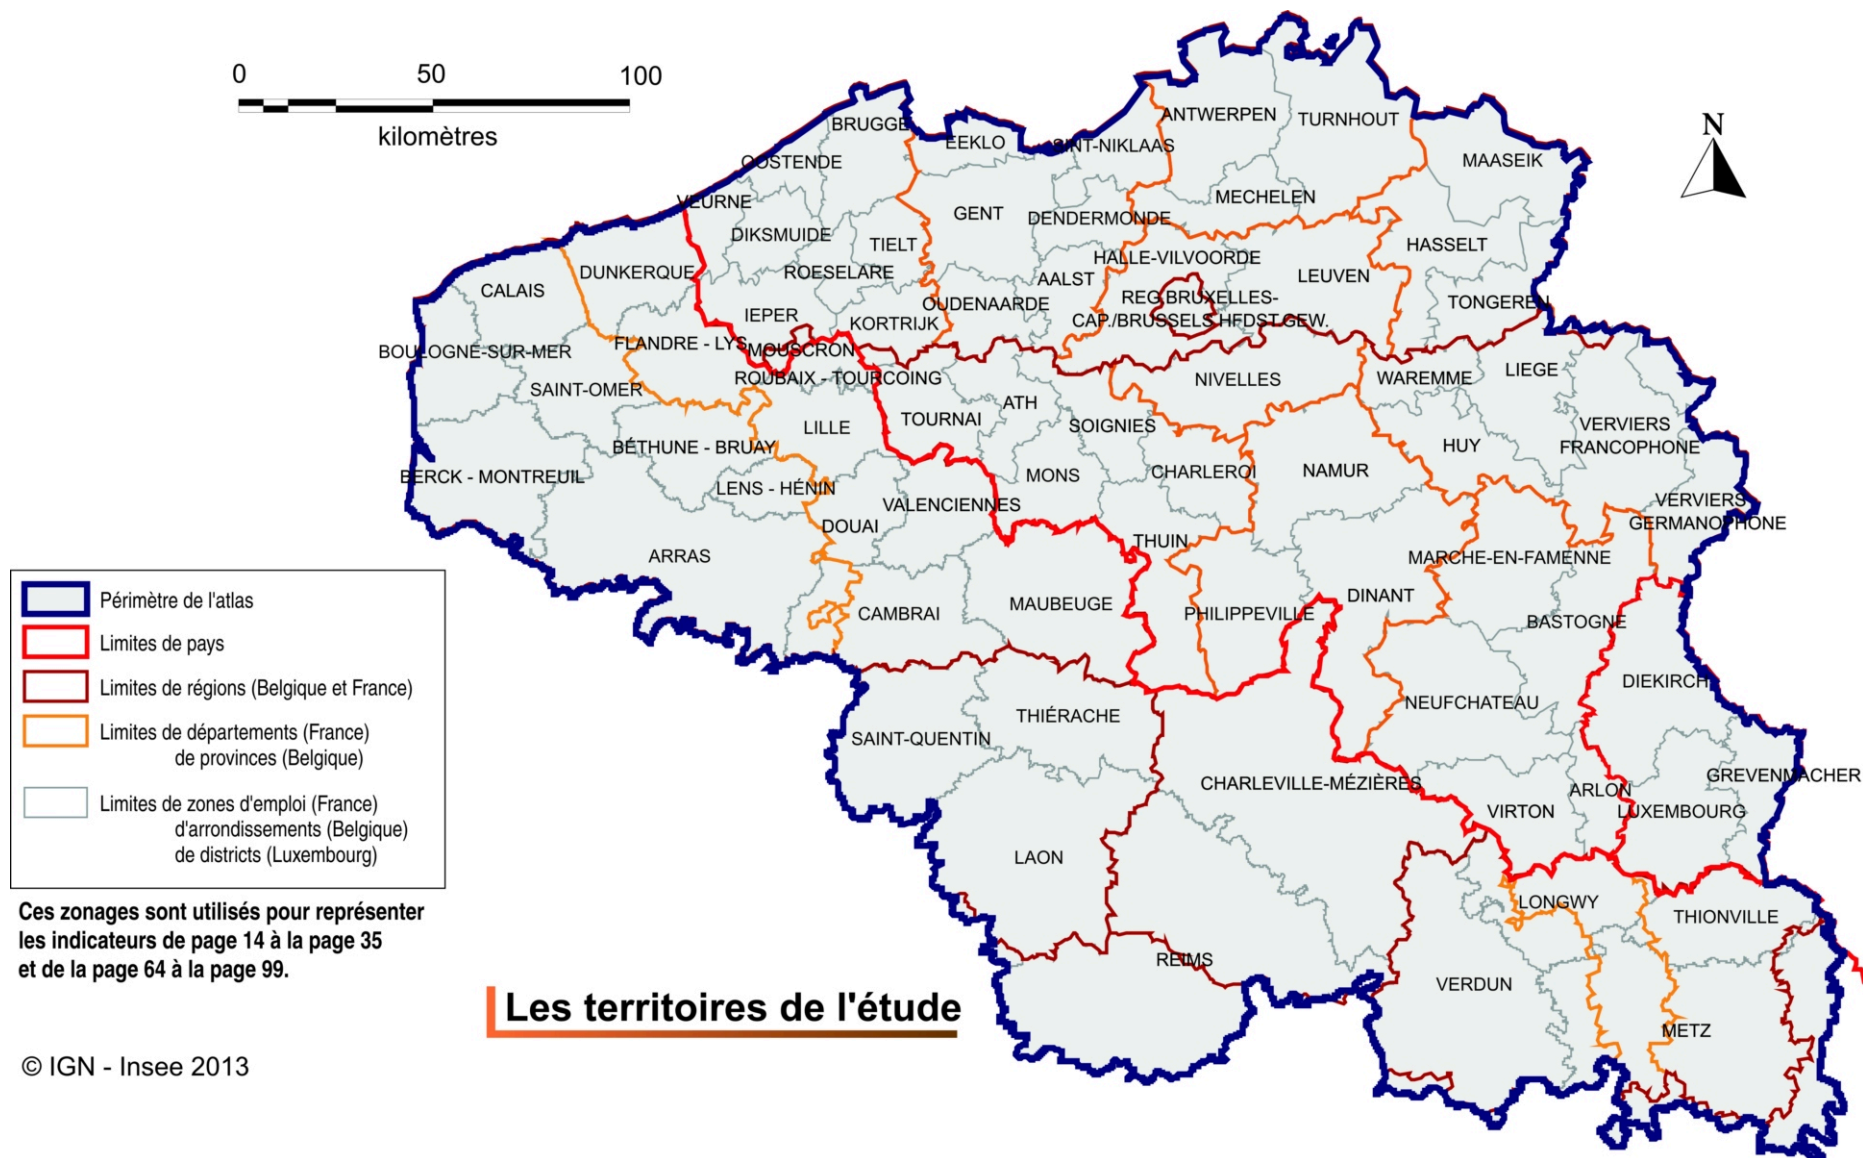 0 50 100
kilomètres
N
BRUGGE
EEKLO
SINT-NIKLAAS
ANTWERPEN
TURNHOUT
MAASEIK
OOSTENDE
VEURNE
DIKSMUIDE
TIELT
GENT
DENDERMONDE
MECHELEN
HASSELT
DUNKERQUE
ROESELARE
AALST
HALLE-VILVOORDE
LEUVEN
CALAIS
IEPER
KORTRIJK
OUDENAARDE
REG.BRUXELLES-
CAP./BRUSSELS HFDST.GEW.
TONGEREN
BOULOGNE-SUR-MER
FLANDRE - LYS
MOUSCRON
ROUBAIX - TOURCOING
NIVELLES
WAREMME
LIEGE
SAINT-OMER
TOURNAI
ATH
SOIGNIES
LILLE
VERVIERS
FRANCOPHONE
BÉTHUNE - BRUAY
HUY
BERCK - MONTREUIL
LENS - HÉNIN
MONS
CHARLEROI
NAMUR
VALENCIENNES
DOUAI
VERVIERS
GERMANOPHONE
ARRAS
THUIN
MARCHE-EN-FAMENNE
CAMBRAI
MAUBEUGE
PHILIPPEVILLE
DINANT
BASTOGNE
DIEKIRCH
NEUFCHATEAU
THIÉRACHE
SAINT-QUENTIN
CHARLEVILLE-MÉZIÈRES
GREVENMACHER
ARLON
VIRTON
LUXEMBOURG
LAON
LONGWY
THIONVILLE
REIMS
VERDUN
METZ
Périmètre de l'atlas
Limites de pays
Limites de régions (Belgique et France)
Limites de départements (France)
de provinces (Belgique)
Limites de zones d'emploi (France)
d'arrondissements (Belgique)
de districts (Luxembourg)
Ces zonages sont utilisés pour représenter
les indicateurs de page 14 à la page 35
et de la page 64 à la page 99.
Les territoires de l'étude
© IGN - Insee 2013